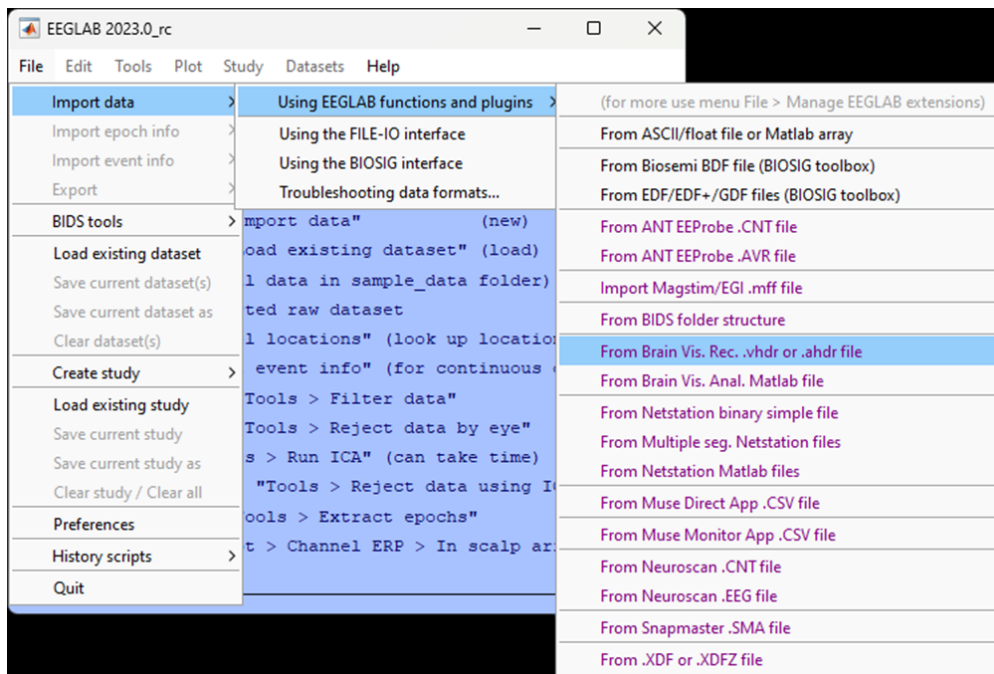 EEGLAB 2023.0_rc
File Edit Tools Plot Study Datasets Help
Import data
Import epoch info
Import event info
Export
BIDS tools
Load existing dataset
Save current dataset(s)
Save current dataset as
Clear dataset(s)
Create study
Load existing study
Save current study
Save current study as
Clear study / Clear all
Preferences
History scripts
Quit
Using EEGLAB functions and plugins
Using the FILE-IO interface
Using the BIOSIG interface
Troubleshooting data formats...
mport data" (new)
oad existing dataset" (load)
l data in sample_data folder)
ted raw dataset
l locations" (look up locatio
event info" (for continuous
Tools > Filter data"
Tools > Reject data by eye"
s > Run ICA" (can take time)
"Tools > Reject data using I
ools > Extract epochs"
t > Channel ERP > In scalp ar
(for more use menu File > Manage EEGLAB extensions)
From ASCII/float file or Matlab array
From Biosemi BDF file (BIOSIG toolbox)
From EDF/EDF+/GDF files (BIOSIG toolbox)
From ANT EEProbe .CNT file
From ANT EEProbe .AVR file
Import Magstim/EGI .mff file
From BIDS folder structure
From Brain Vis. Rec. .vhdr or .ahdr file
From Brain Vis. Anal. Matlab file
From Netstation binary simple file
From Multiple seg. Netstation files
From Netstation Matlab files
From Muse Direct App .CSV file
From Muse Monitor App .CSV file
From Neuroscan .CNT file
From Neuroscan .EEG file
From Snapmaster .SMA file
From .XDF or .XDFZ file